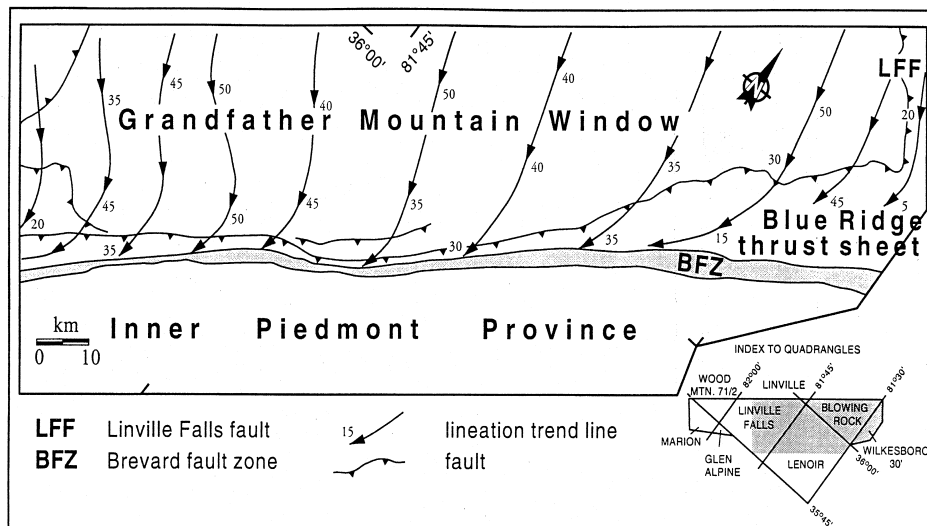 36°00'
81°45'
N
LFF
Grandfather Mountain Window
Blue Ridge
thrust sheet
BFZ
Inner Piedmont Province
35
45
50
40
50
40
50
20
20
45
35
50
45
35
40
30
35
35
30
15
45
5
km
0 10
INDEX TO QUADRANGLES
WOOD
MTN. 71/2
82°00'
LINVILLE
81°45'
81°30'
LINVILLE
FALLS
BLOWING
ROCK
MARION
GLEN
ALPINE
LENOIR
WILKESBORO
30'
36°00'
35°45'
LFF Linville Falls fault
BFZ Brevard fault zone
15 lineation trend line
fault